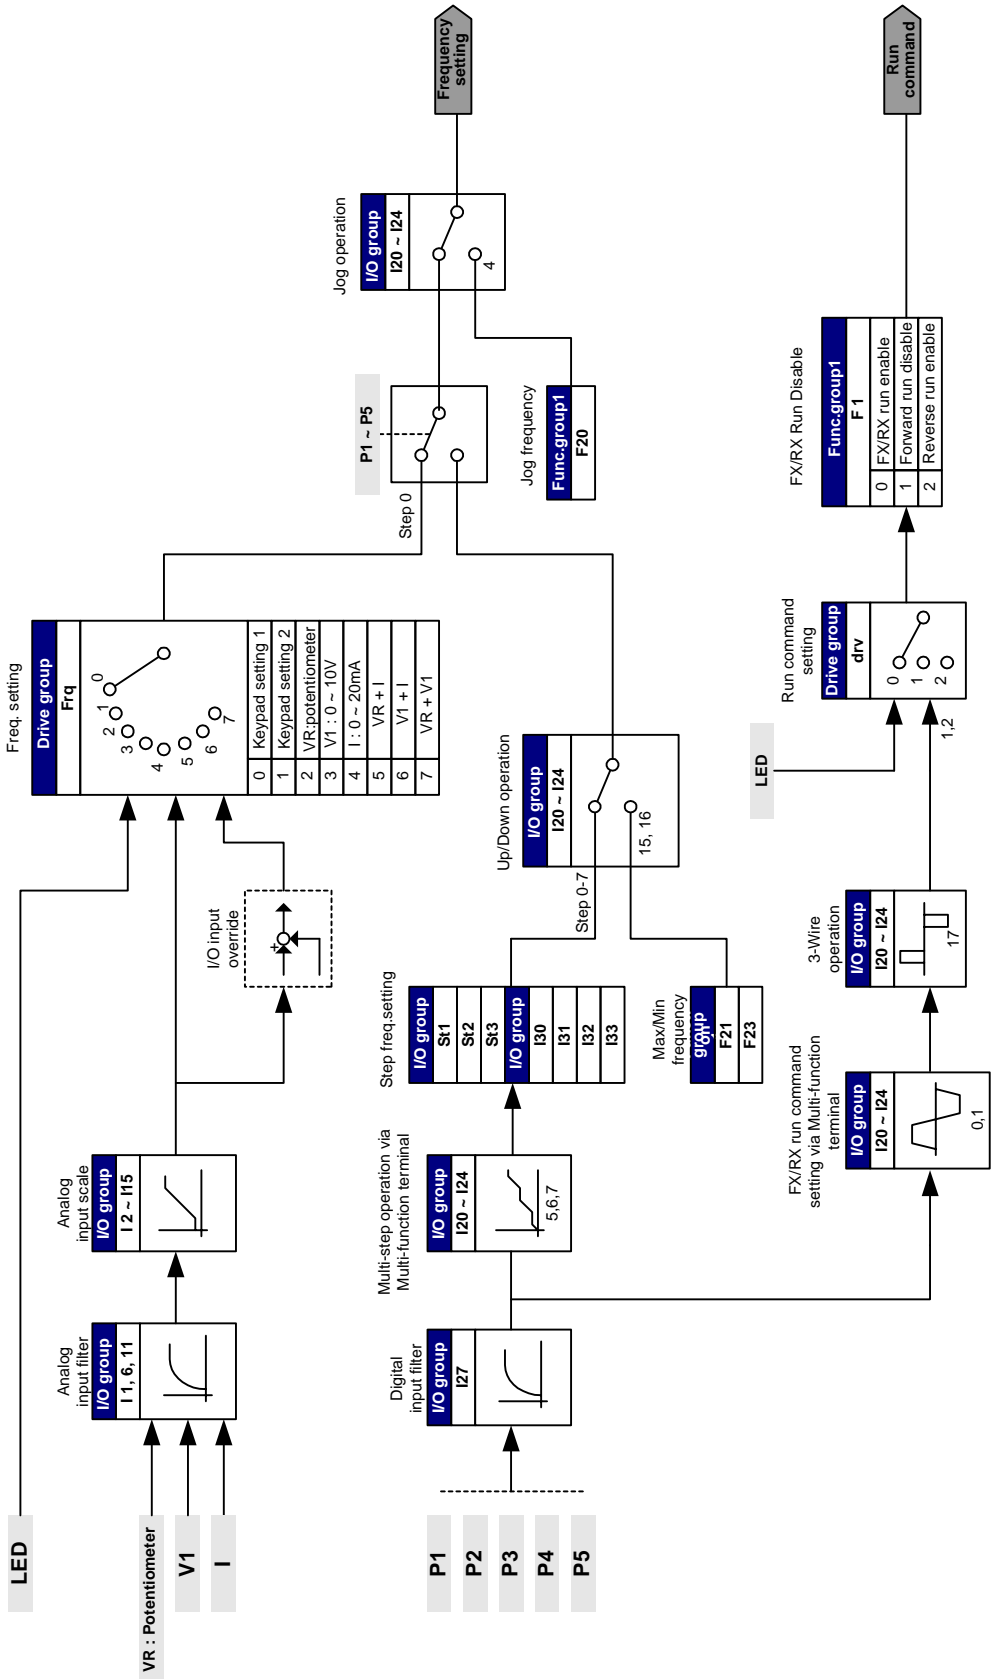 LED
VR : Potentiometer
V1
I
Analog
input filter
I/O group
I 1, 6, 11
Analog
input scale
I/O group
I 2 ~ I15
I/O input
override
+
Freq. setting
Drive group
Frq
0
1
2
3
4
5
6
7
0 Keypad setting 1
1 Keypad setting 2
2 VR:potentiometer
3 V1 : 0 ~ 10V
4 I : 0 ~ 20mA
5 VR + I
6 V1 + I
7 VR + V1
P1
P2
P3
P4
P5
Digital
input filter
I/O group
I27
Multi-step operation via
Multi-function terminal
I/O group
I20 ~ I24
5,6,7
Step freq.setting
I/O group
St1
St2
St3
I/O group
I30
I31
I32
I33
Max/Min
frequency
group
F21
F23
Step 0-7
Up/Down operation
I/O group
I20 ~ I24
15, 16
Step 0
P1 ~ P5
Jog frequency
Func.group1
F20
Jog operation
I/O group
I20 ~ I24
4
Frequency
setting
FX/RX run command
setting via Multi-function
terminal
I/O group
I20 ~ I24
0,1
3-Wire
operation
I/O group
I20 ~ I24
17
LED
1,2
Run command
setting
Drive group
drv
0
1
2
FX/RX Run Disable
Func.group1
F 1
0 FX/RX run enable
1 Forward run disable
2 Reverse run enable
Run
command